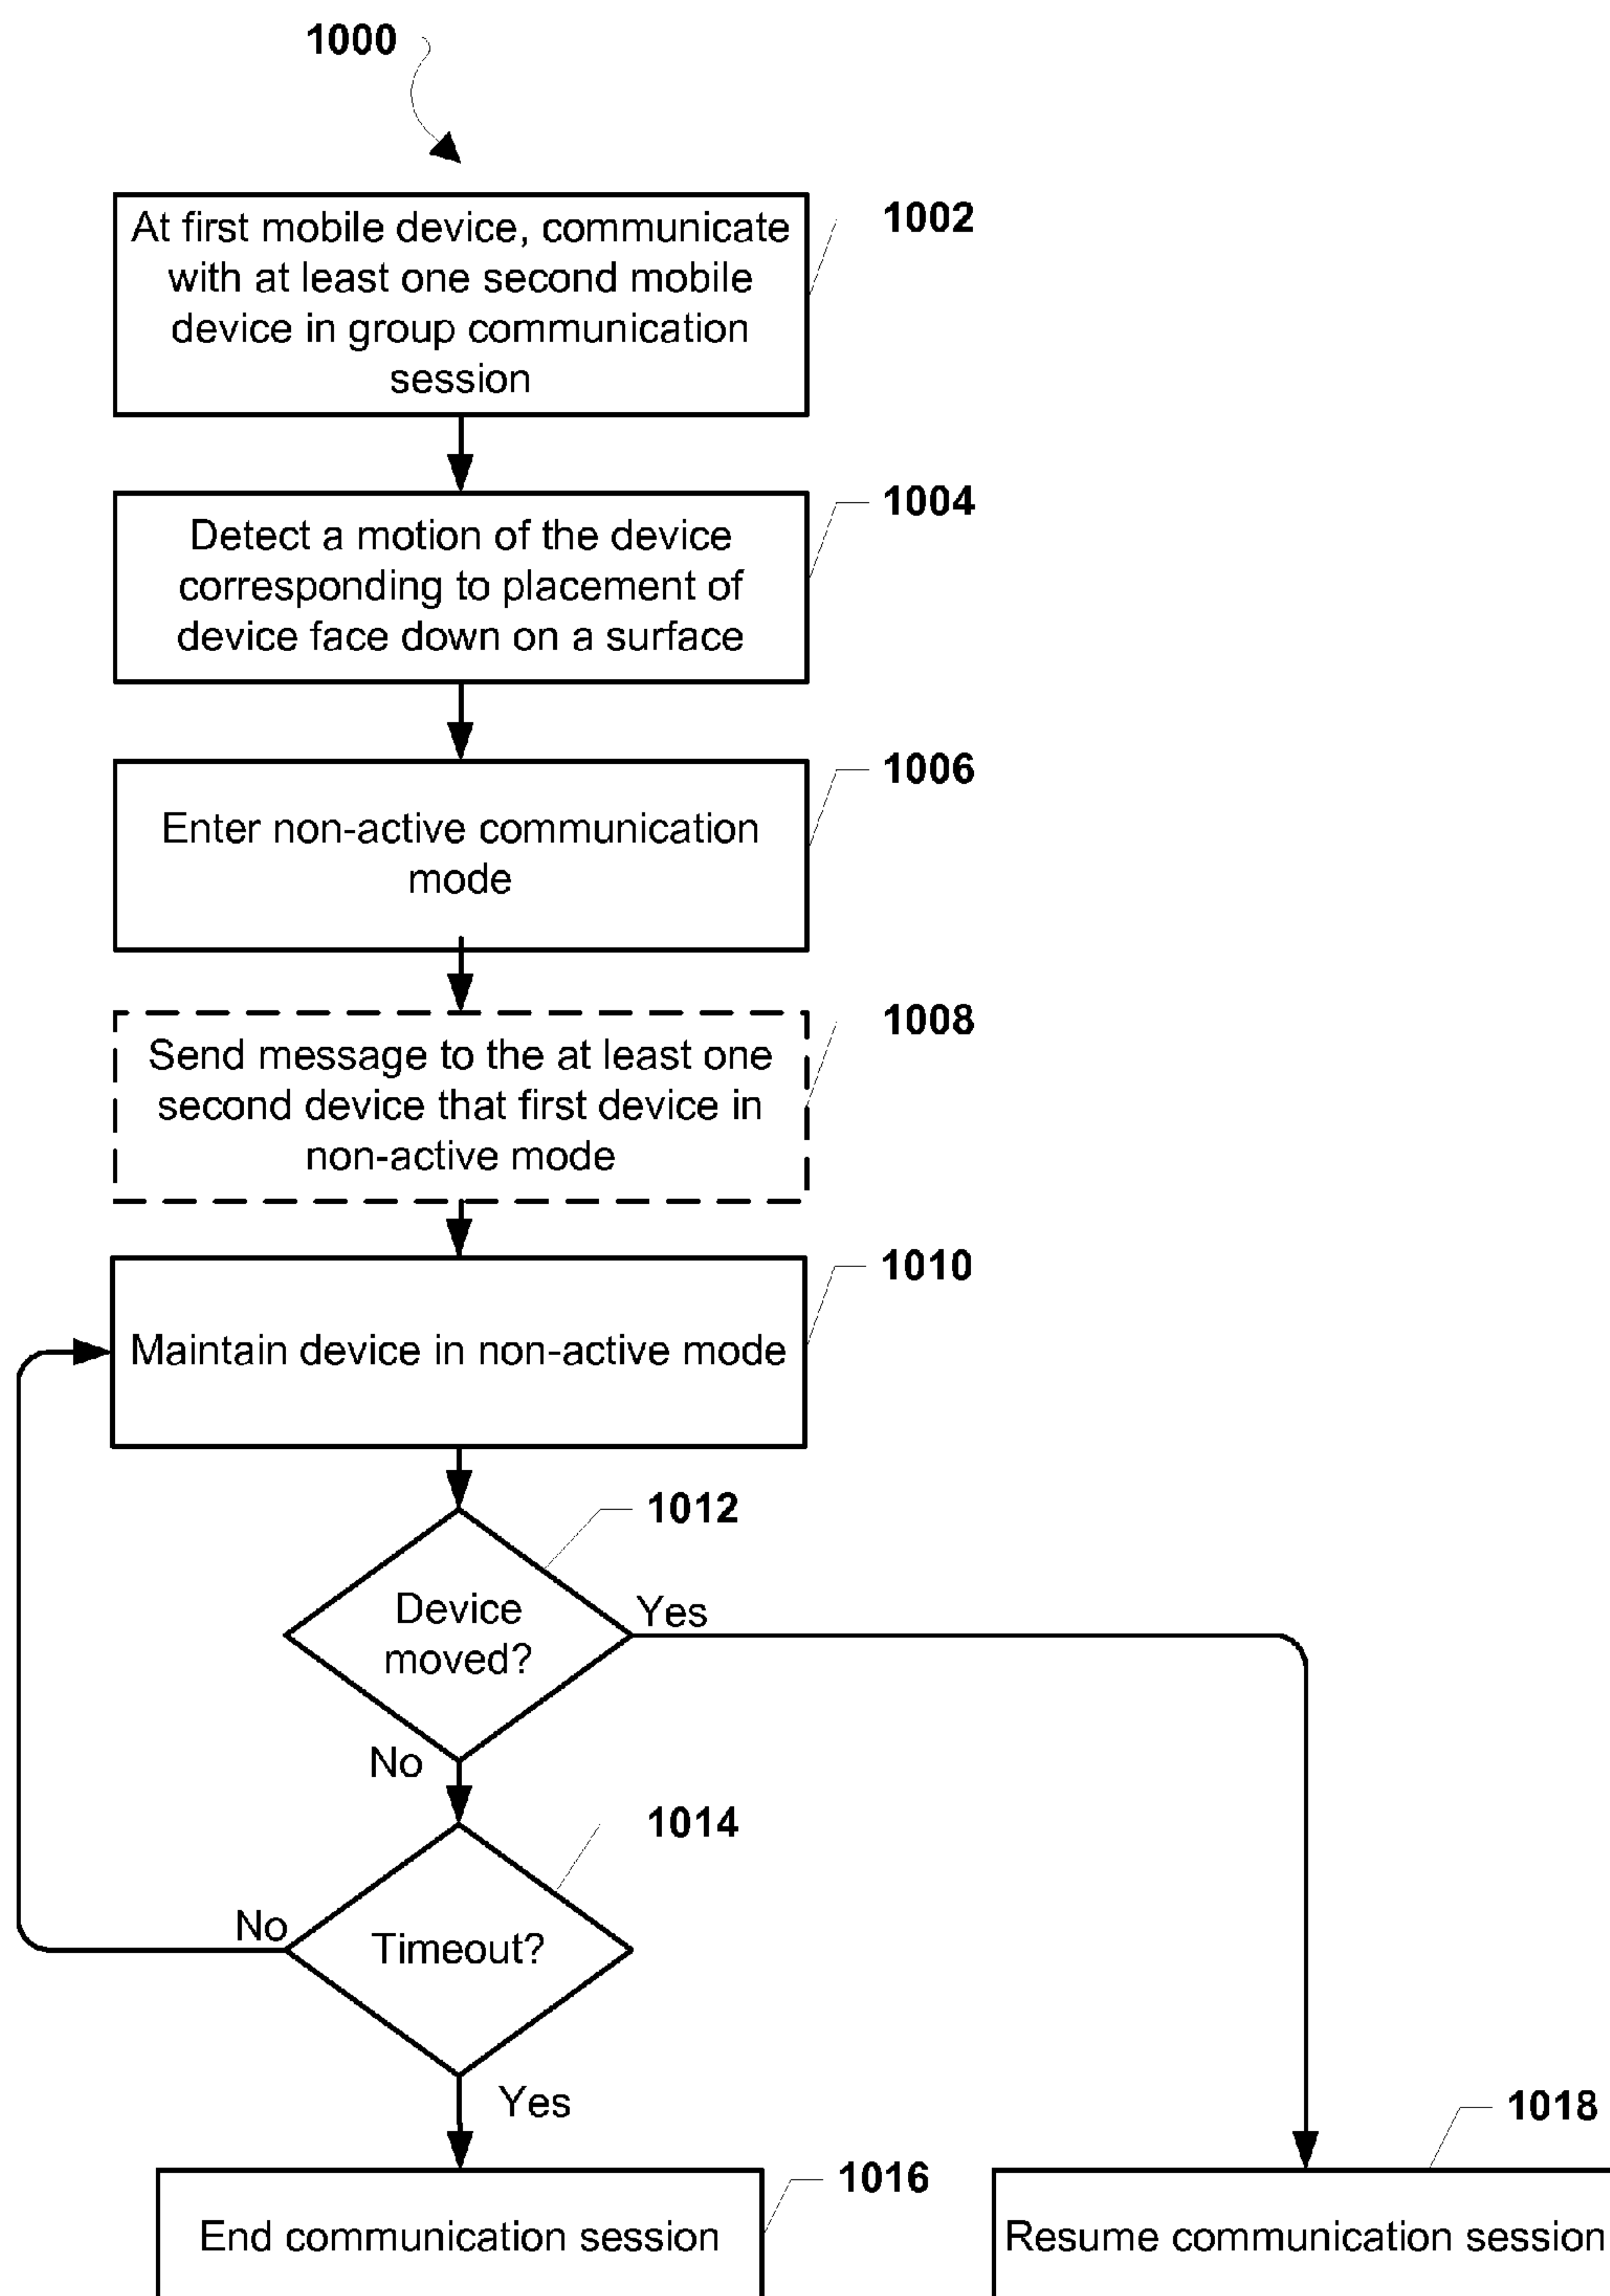 1000
At first mobile device, communicate
with at least one second mobile
device in group communication
session
1002
Detect a motion of the device
corresponding to placement of
device face down on a surface
1004
Enter non-active communication
mode
1006
Send message to the at least one
second device that first device in
non-active mode
1008
Maintain device in non-active mode
1010
Device
moved?
1012
Yes
No
Timeout?
1014
No
Yes
End communication session
1016
Resume communication session
1018